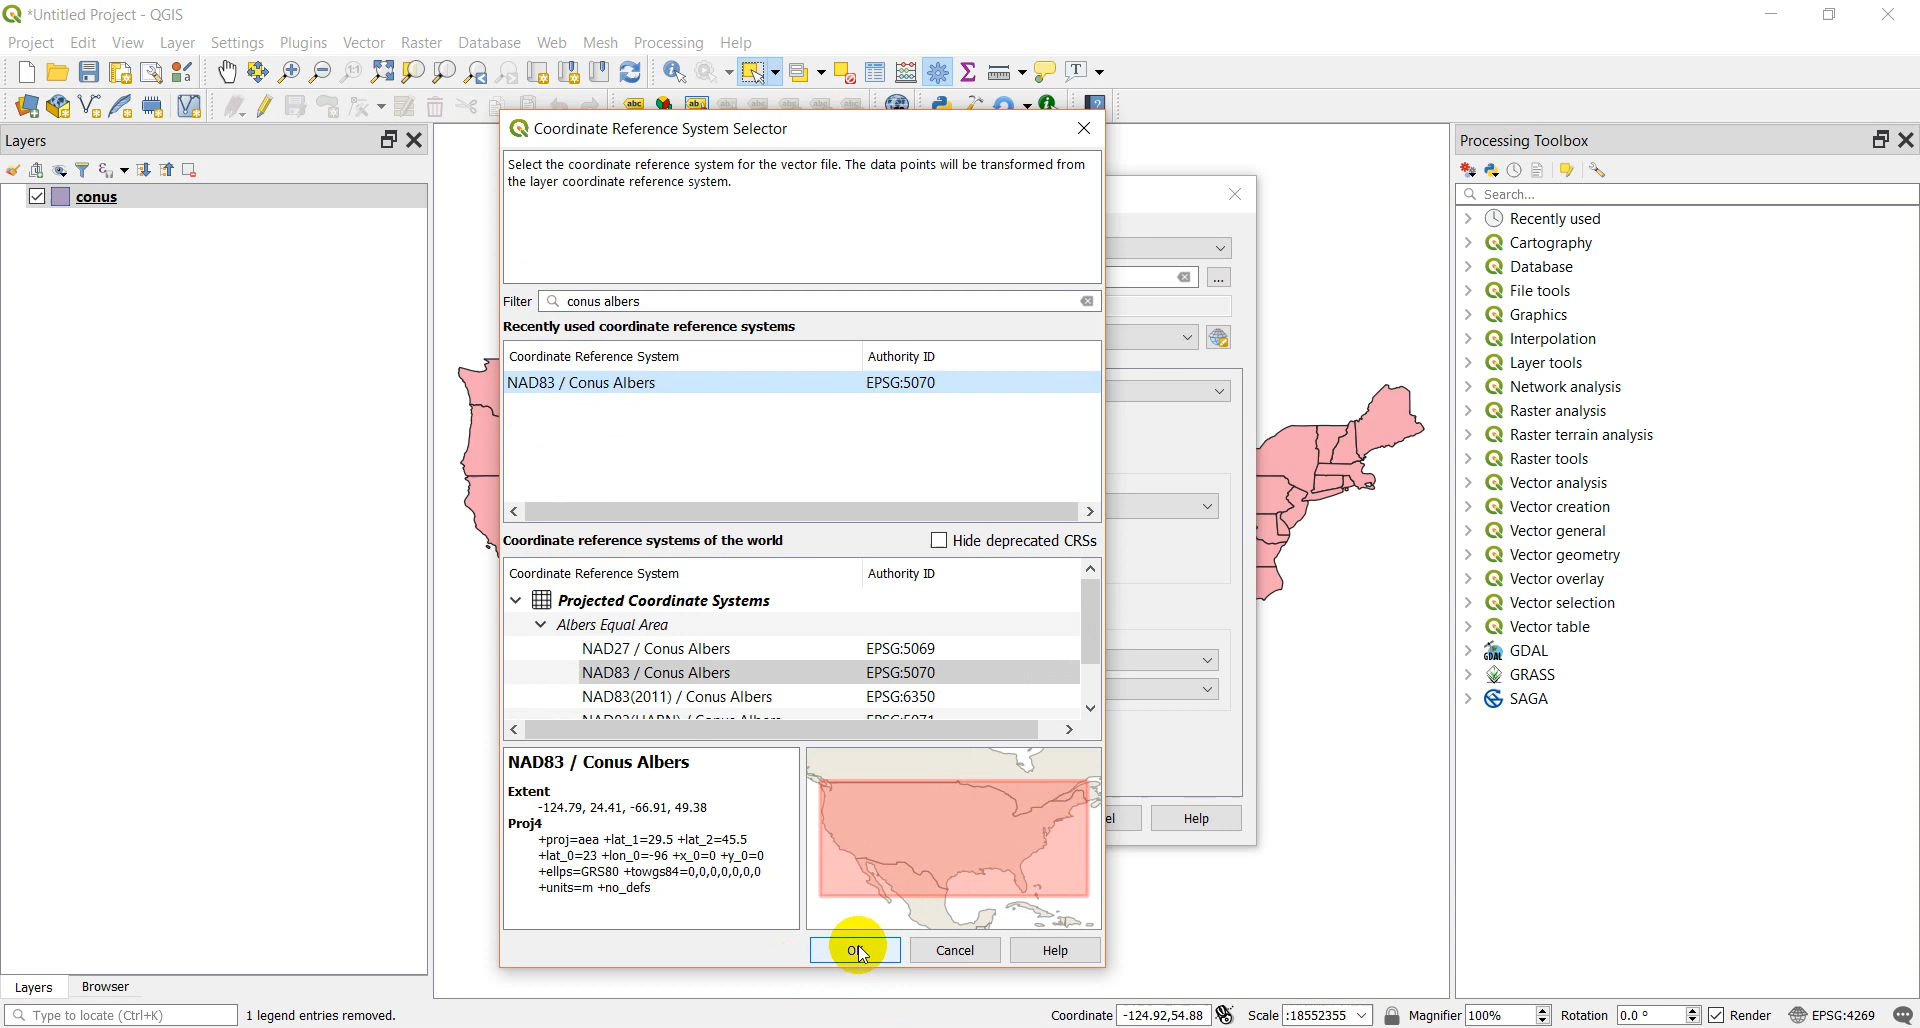 *Untitled Project - QGIS
Project Edit View Layer Settings Plugins Vector Raster Database Web Mesh Processing Help
Layers
conus
Coordinate Reference System Selector
Select the coordinate reference system for the vector file. The data points will be transformed from
the layer coordinate reference system.
Filter conus albers
Recently used coordinate reference systems
Coordinate Reference System Authority ID
NAD83 / Conus Albers EPSG:5070
Coordinate reference systems of the world Hide deprecated CRSs
Coordinate Reference System Authority ID
Projected Coordinate Systems
Albers Equal Area
NAD27 / Conus Albers EPSG:5069
NAD83 / Conus Albers EPSG:5070
NAD83(2011) / Conus Albers EPSG:6350
NAD83 / Conus Albers
Extent
-124.79, 24.41, -66.91, 49.38
Proj4
+proj=aea +lat_1=29.5 +lat_2=45.5
+lat_0=23 +lon_0=-96 +x_0=0 +y_0=0
+ellps=GRS80 +towgs84=0,0,0,0,0,0,0
+units=m +no_defs
OK Cancel Help
...
el Help
Processing Toolbox
Search...
Recently used
Cartography
Database
File tools
Graphics
Interpolation
Layer tools
Network analysis
Raster analysis
Raster terrain analysis
Raster tools
Vector analysis
Vector creation
Vector general
Vector geometry
Vector overlay
Vector selection
Vector table
GDAL
GRASS
SAGA
Layers Browser
Type to locate (Ctrl+K) 1 legend entries removed. Coordinate -124.92,54.88 Scale :18552355 Magnifier 100% Rotation 0.0 ° Render EPSG:4269